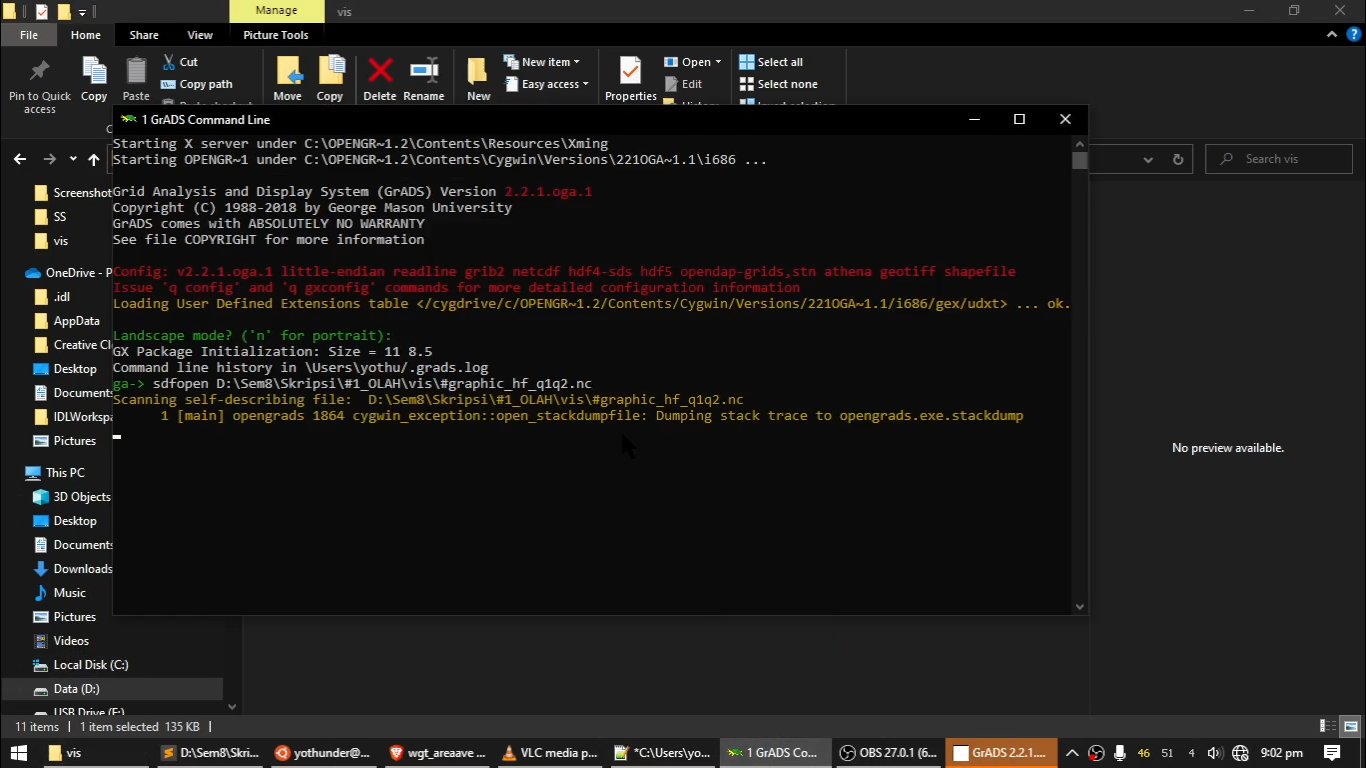 Manage
vis
File
Home
Share
View
Picture Tools
Pin to Quick access
Copy
Paste
Cut
Copy path
Move
Copy
Delete
Rename
New
New item
Easy access
Properties
Open
Edit
History
Select all
Select none
Invert selection
1 GrADS Command Line
Starting X server under C:\OPENGR~1.2\Contents\Resources\Xming
Starting OPENGR~1 under C:\OPENGR~1.2\Contents\Cygwin\Versions\221OGA~1.1\i686 ...
Grid Analysis and Display System (GrADS) Version 2.2.1.oga.1
Copyright (C) 1988-2018 by George Mason University
GrADS comes with ABSOLUTELY NO WARRANTY
See file COPYRIGHT for more information
Config: v2.2.1.oga.1 little-endian readline grib2 netcdf hdf4-sds hdf5 opendap-grids,stn athena geotiff shapefile
Issue 'q config' and 'q gxconfig' commands for more detailed configuration information
Loading User Defined Extensions table </cygdrive/c/OPENGR~1.2/Contents/Cygwin/Versions/221OGA~1.1/i686/gex/udxt> ... ok.
Landscape mode? ('n' for portrait):
GX Package Initialization: Size = 11 8.5
Command line history in \Users\yothu/.grads.log
ga-> sdfopen D:\Sem8\Skripsi\#1_OLAH\vis\#graphic_hf_q1q2.nc
Scanning self-describing file:  D:\Sem8\Skripsi\#1_OLAH\vis\#graphic_hf_q1q2.nc
1 [main] opengrads 1864 cygwin_exception::open_stackdumpfile: Dumping stack trace to opengrads.exe.stackdump
Search vis
Screenshot
SS
vis
OneDrive - P
.idl
AppData
Creative Cl
Desktop
Documents
IDLWorkspa
Pictures
This PC
3D Objects
Desktop
Documents
Downloads
Music
Pictures
Videos
Local Disk (C:)
Data (D:)
USB Drive (F:)
No preview available.
11 items
1 item selected 135 KB
vis
D:\Sem8\Skri...
yothunder@...
wgt_areaave ...
VLC media p...
*C:\Users\yo...
1 GrADS Co...
OBS 27.0.1 (6...
GrADS 2.2.1....
46
51
4
9:02 pm